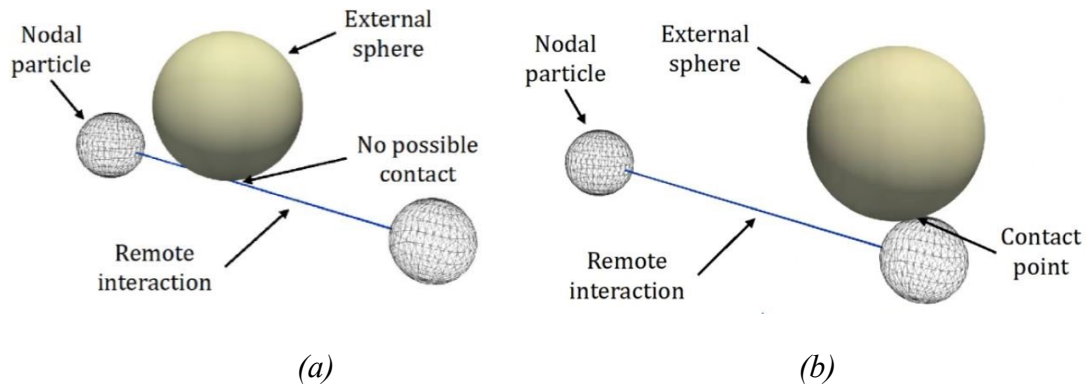 Nodal
particle
External
sphere
No possible
contact
Remote
interaction
(a)
Nodal
particle
External
sphere
Remote
interaction
Contact
point
(b)